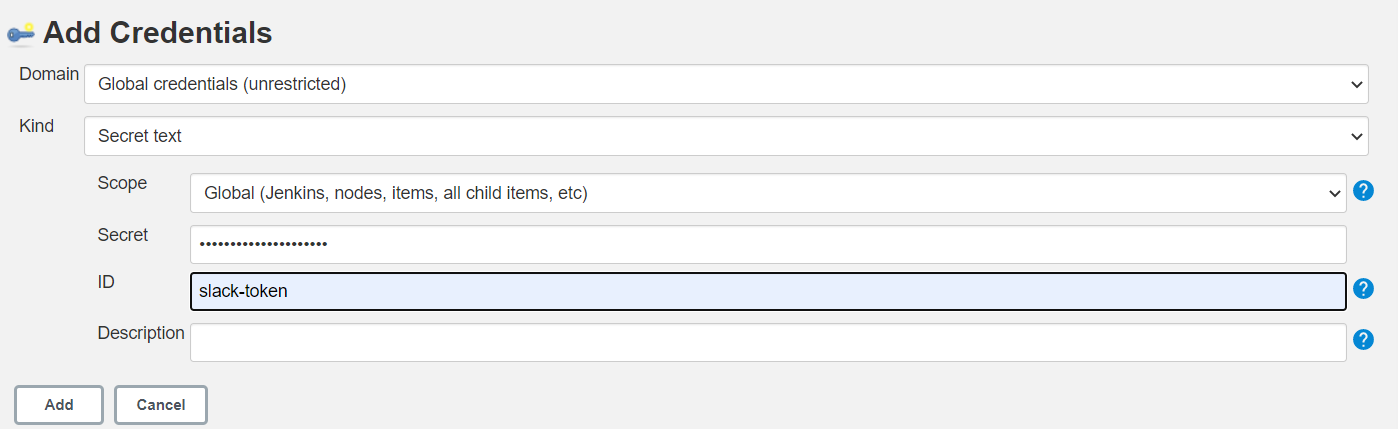 Add Credentials
Domain
Global credentials (unrestricted)
Kind
Secret text
Scope
Global (Jenkins, nodes, items, all child items, etc)
?
Secret
•••••••••••••••••••••
ID
slack-token
?
Description
?
Add
Cancel